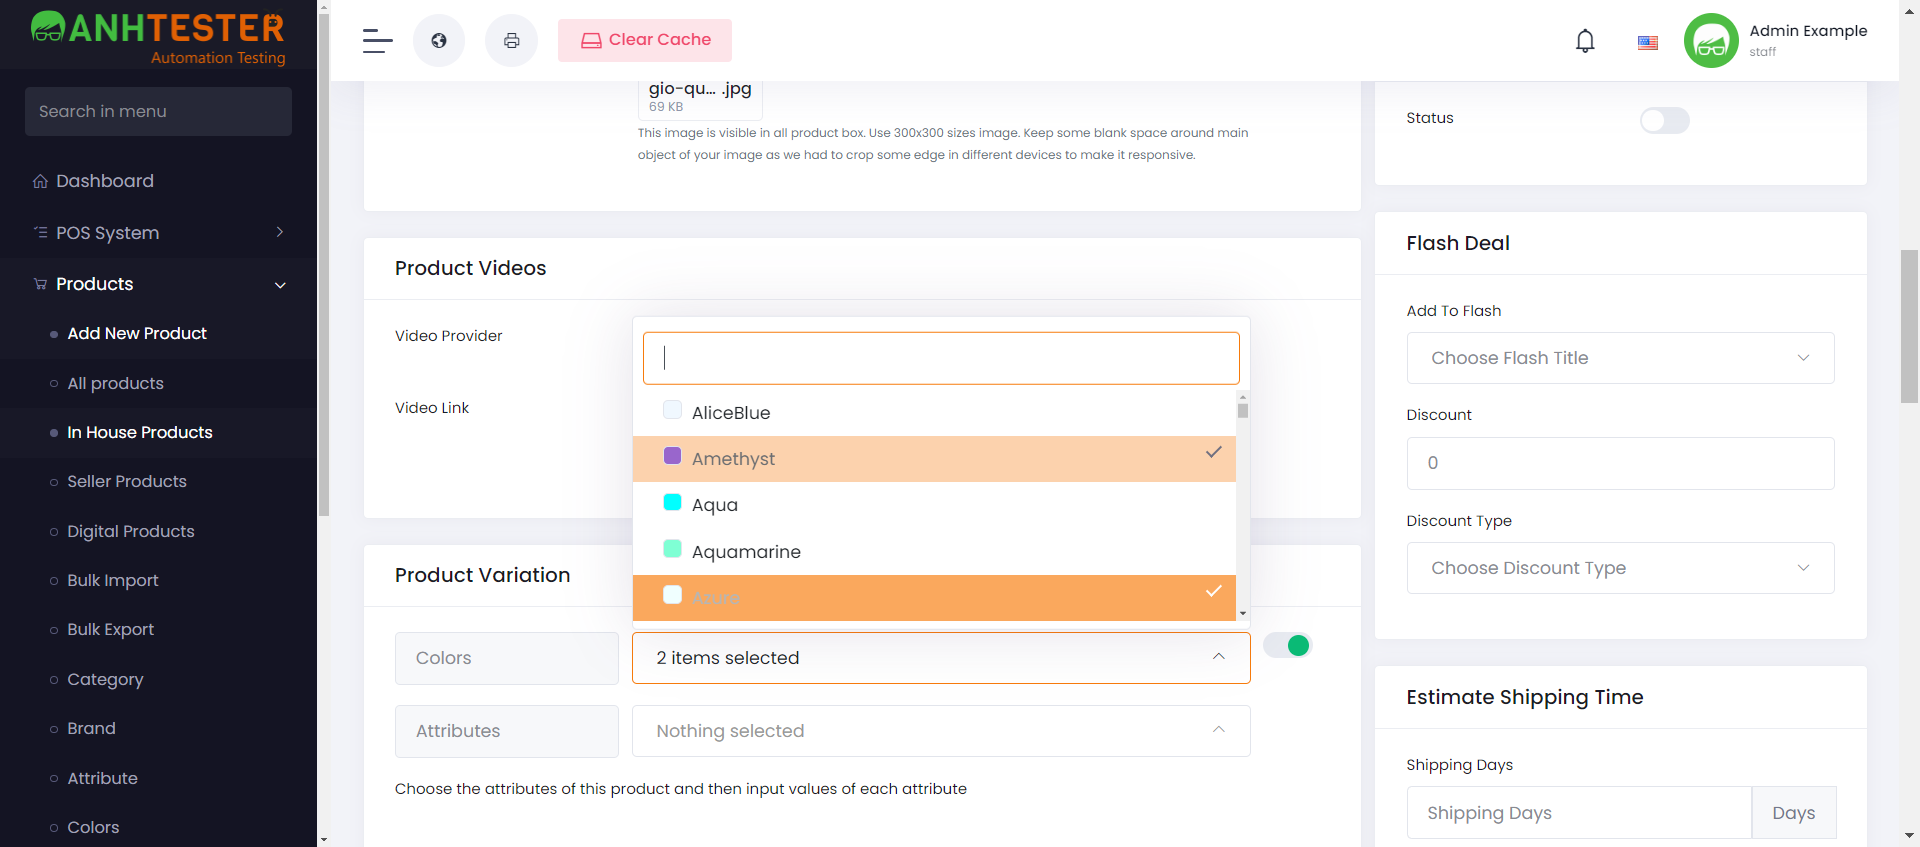 ANHTESTER
Automation Testing
Search in menu
Dashboard
POS System
Products
Add New Product
All products
In House Products
Seller Products
Digital Products
Bulk Import
Bulk Export
Category
Brand
Attribute
Colors
Clear Cache
Admin Example
staff
gio-qu... .jpg
69 KB
This image is visible in all product box. Use 300x300 sizes image. Keep some blank space around main
object of your image as we had to crop some edge in different devices to make it responsive.
Product Videos
Video Provider
Video Link
AliceBlue
Amethyst
Aqua
Aquamarine
Azure
Product Variation
Colors
2 items selected
Attributes
Nothing selected
Choose the attributes of this product and then input values of each attribute
Status
Flash Deal
Add To Flash
Choose Flash Title
Discount
0
Discount Type
Choose Discount Type
Estimate Shipping Time
Shipping Days
Shipping Days
Days